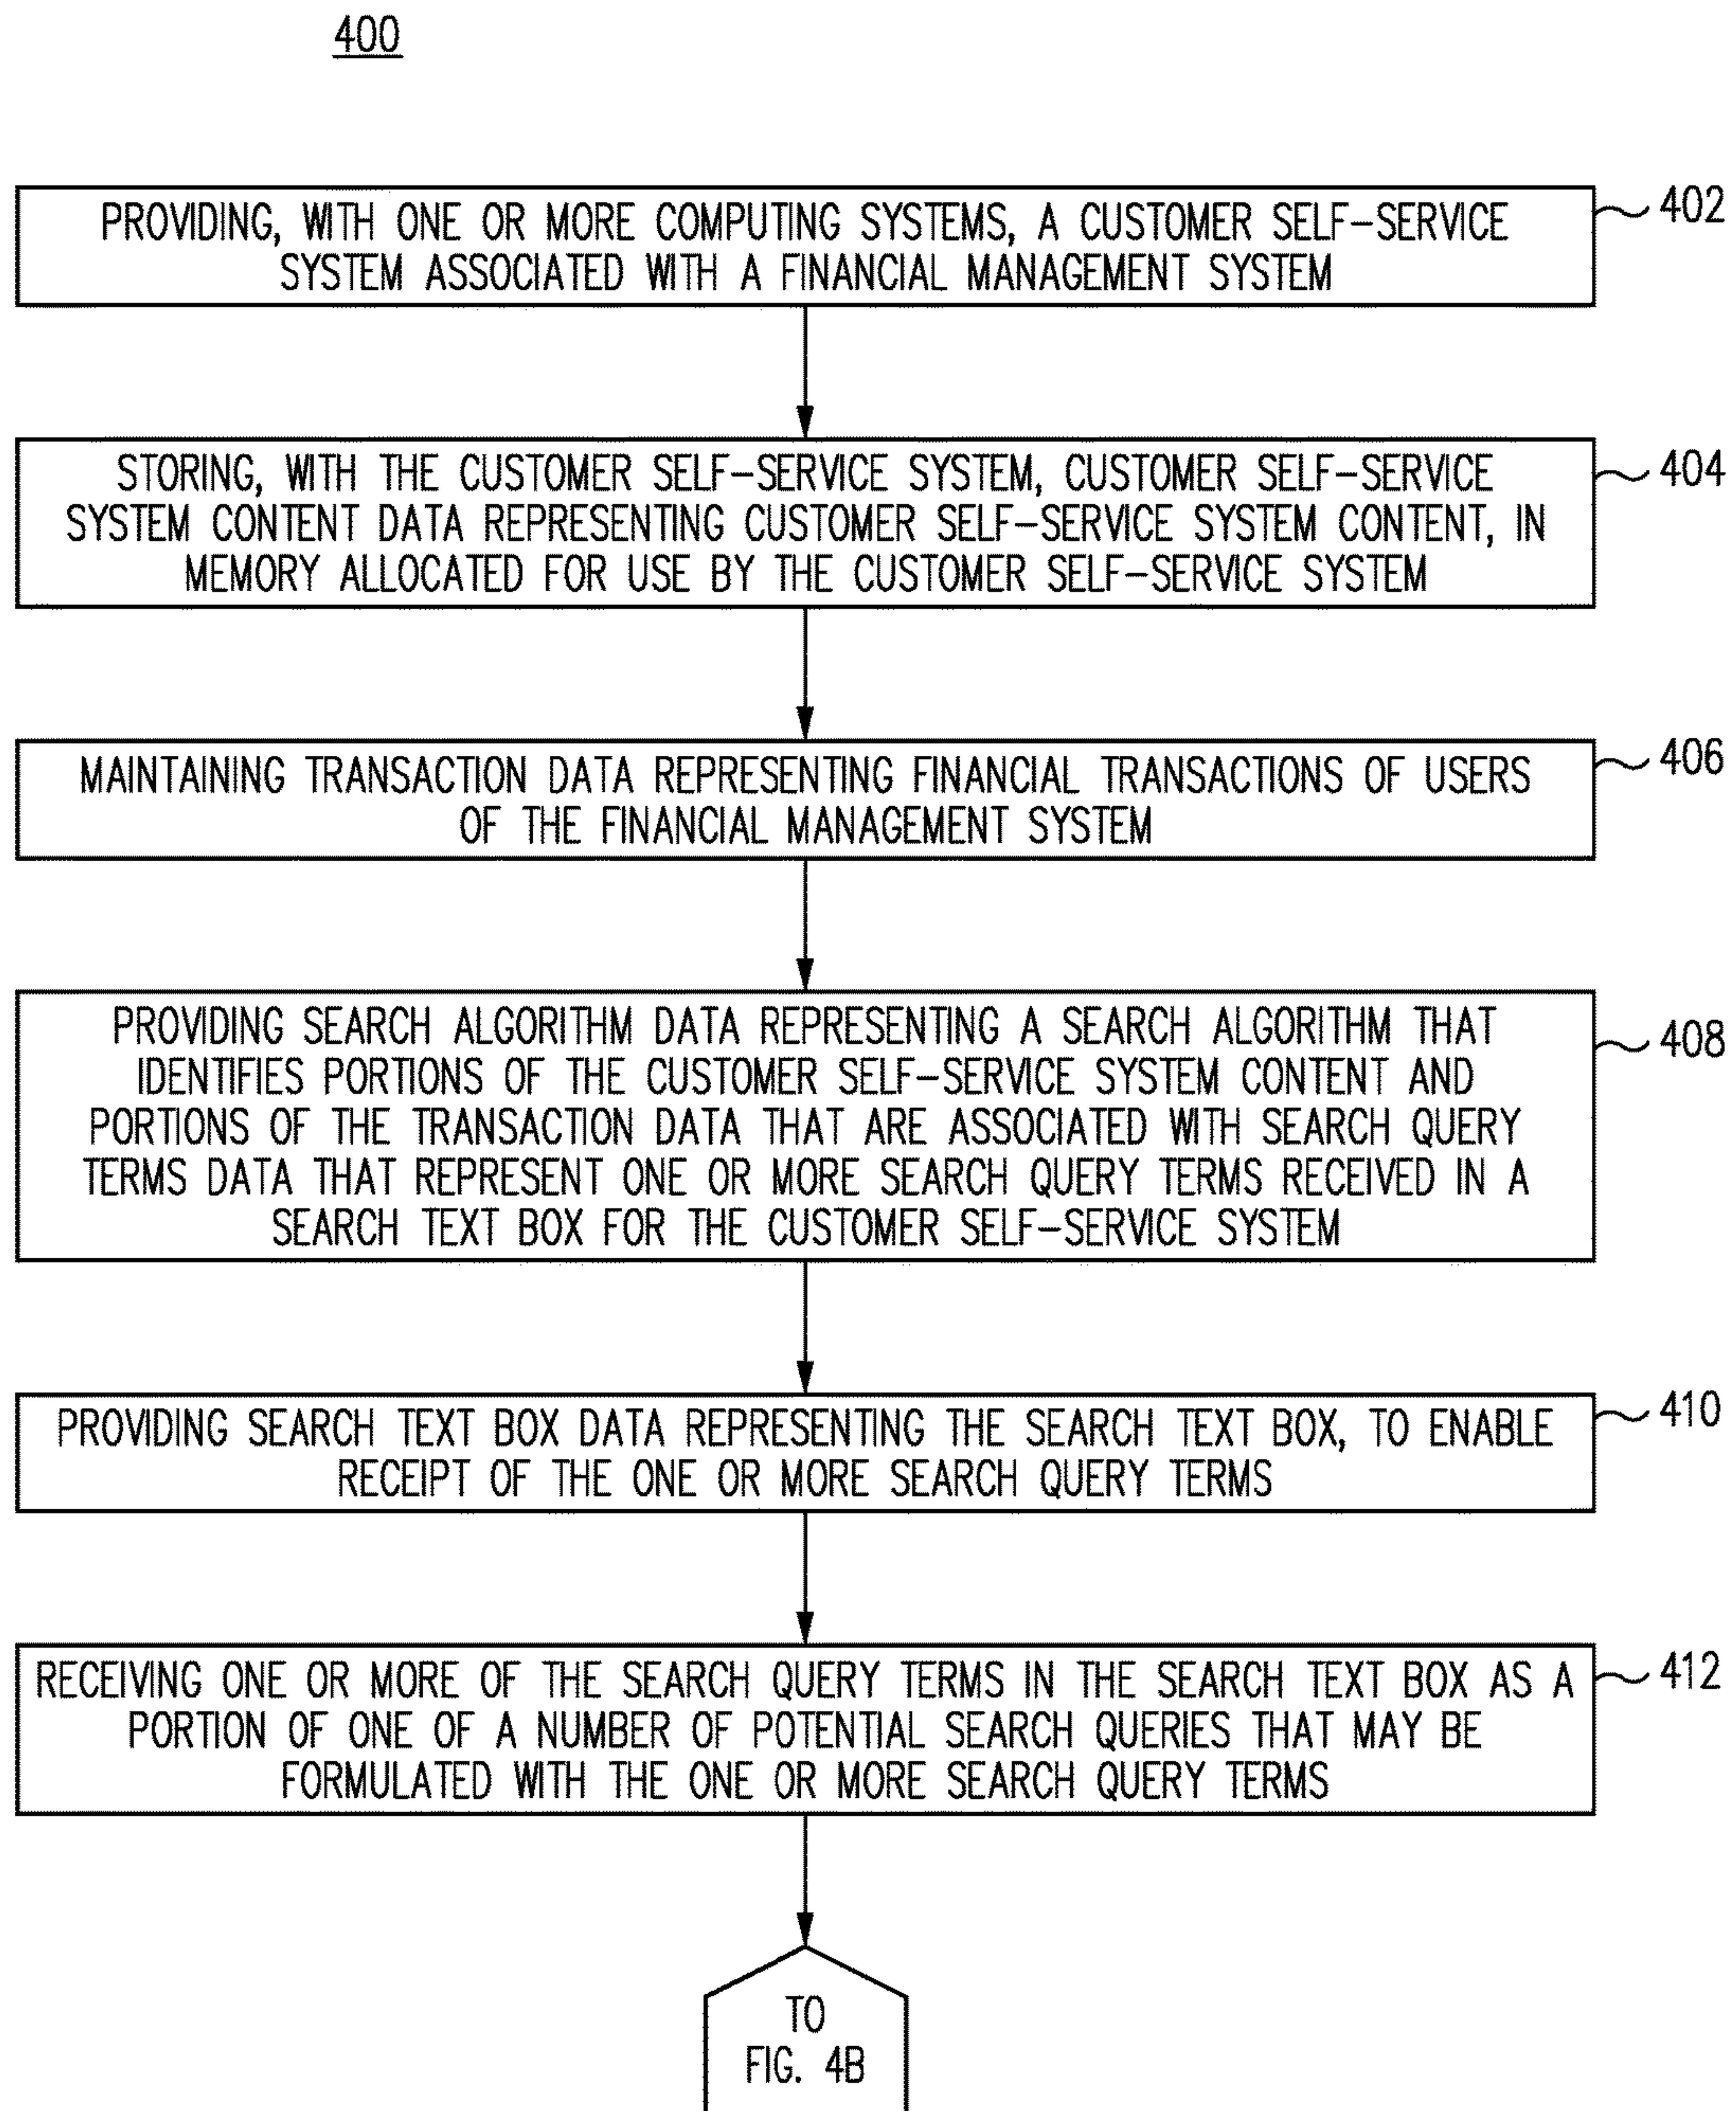 400
PROVIDING, WITH ONE OR MORE COMPUTING SYSTEMS, A CUSTOMER SELF-SERVICE
SYSTEM ASSOCIATED WITH A FINANCIAL MANAGEMENT SYSTEM
402
STORING, WITH THE CUSTOMER SELF-SERVICE SYSTEM, CUSTOMER SELF-SERVICE
SYSTEM CONTENT DATA REPRESENTING CUSTOMER SELF-SERVICE SYSTEM CONTENT, IN
MEMORY ALLOCATED FOR USE BY THE CUSTOMER SELF-SERVICE SYSTEM
404
MAINTAINING TRANSACTION DATA REPRESENTING FINANCIAL TRANSACTIONS OF USERS
OF THE FINANCIAL MANAGEMENT SYSTEM
406
PROVIDING SEARCH ALGORITHM DATA REPRESENTING A SEARCH ALGORITHM THAT
IDENTIFIES PORTIONS OF THE CUSTOMER SELF-SERVICE SYSTEM CONTENT AND
PORTIONS OF THE TRANSACTION DATA THAT ARE ASSOCIATED WITH SEARCH QUERY
TERMS DATA THAT REPRESENT ONE OR MORE SEARCH QUERY TERMS RECEIVED IN A
SEARCH TEXT BOX FOR THE CUSTOMER SELF-SERVICE SYSTEM
408
PROVIDING SEARCH TEXT BOX DATA REPRESENTING THE SEARCH TEXT BOX, TO ENABLE
RECEIPT OF THE ONE OR MORE SEARCH QUERY TERMS
410
RECEIVING ONE OR MORE OF THE SEARCH QUERY TERMS IN THE SEARCH TEXT BOX AS A
PORTION OF ONE OF A NUMBER OF POTENTIAL SEARCH QUERIES THAT MAY BE
FORMULATED WITH THE ONE OR MORE SEARCH QUERY TERMS
412
TO
FIG. 4B